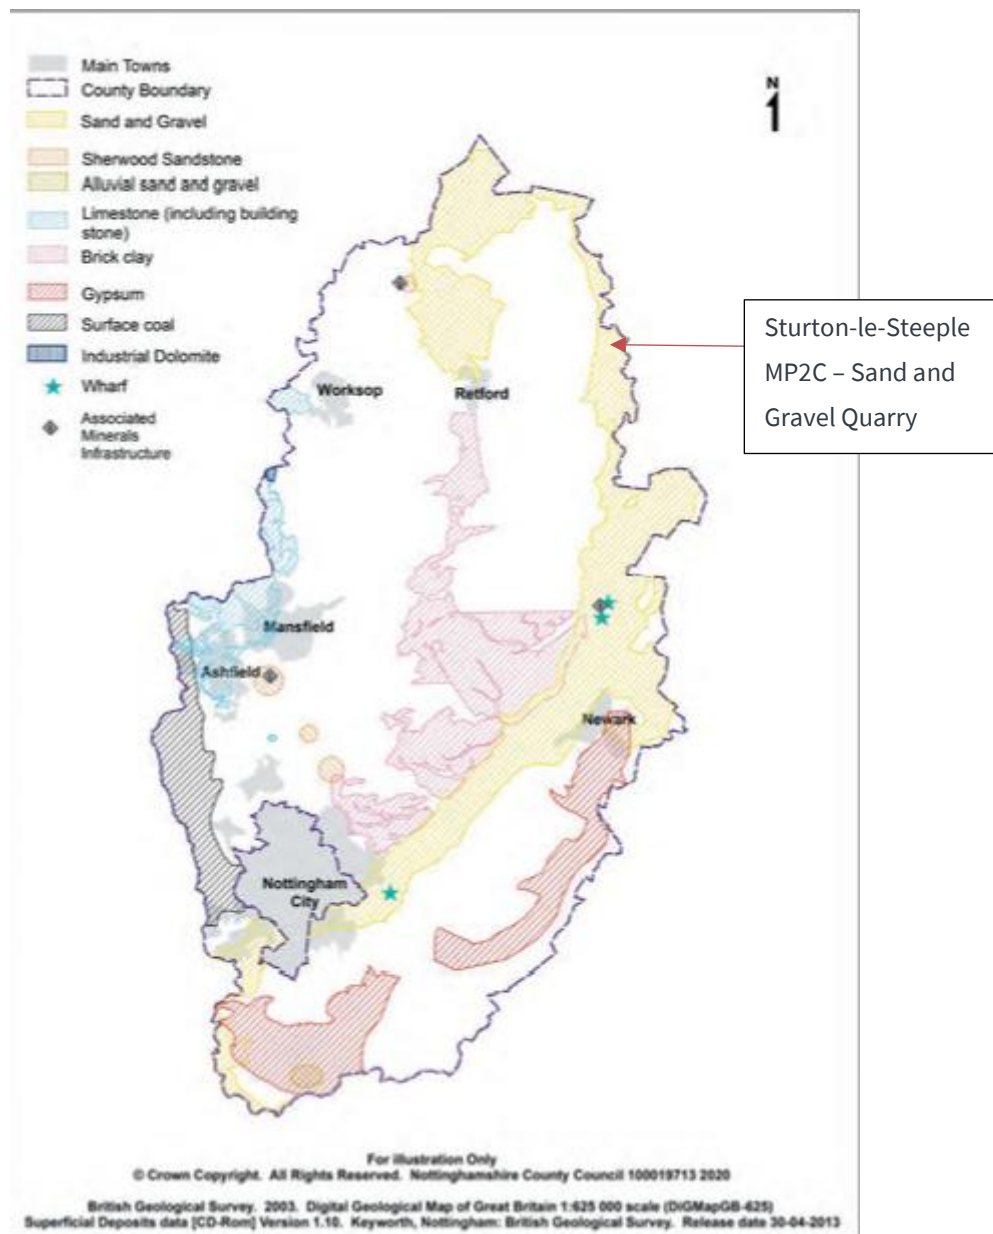 Main Towns
County Boundary
Sand and Gravel
Sherwood Sandstone
Alluvial sand and gravel
Limestone (including building
stone)
Brick clay
Gypsum
Surface coal
Industrial Dolomite
Wharf
Associated
Minerals
Infrastructure
N
Sturton-le-Steeple
MP2C – Sand and
Gravel Quarry
Worksop
Retford
Mansfield
Ashfield
Newark
Nottingham
City
For illustration Only
© Crown Copyright. All Rights Reserved. Nottinghamshire County Council 100019713 2020
British Geological Survey. 2003. Digital Geological Map of Great Britain 1:625 000 scale (DiGMapGB-625)
Superficial Deposits data [CD-Rom] Version 1.10. Keyworth, Nottingham: British Geological Survey. Release date 30-04-2013